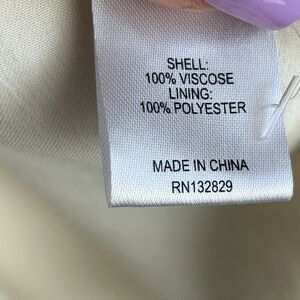 SHELL:
100% VISCOSE
LINING:
100% POLYESTER
MADE IN CHINA
RN132829